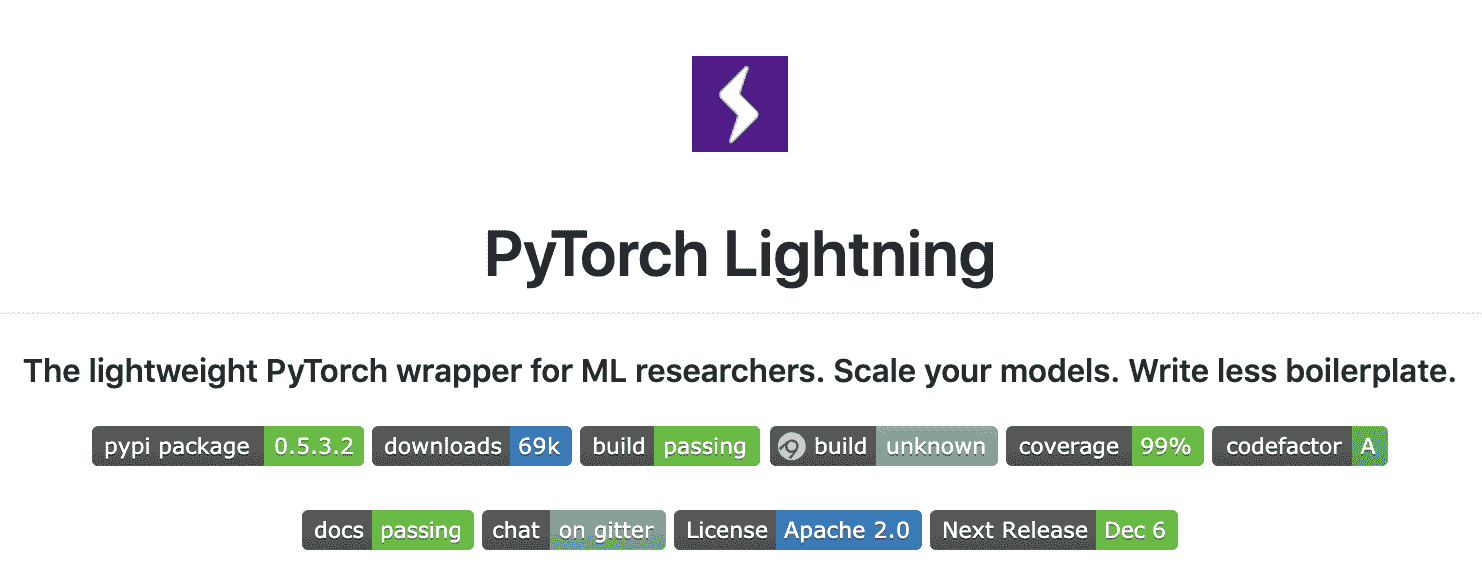 PyTorch Lightning
The lightweight PyTorch wrapper for ML researchers. Scale your models. Write less boilerplate.
pypi package 0.5.3.2 downloads 69k build passing build unknown coverage 99% codefactor A
docs passing chat on gitter License Apache 2.0 Next Release Dec 6